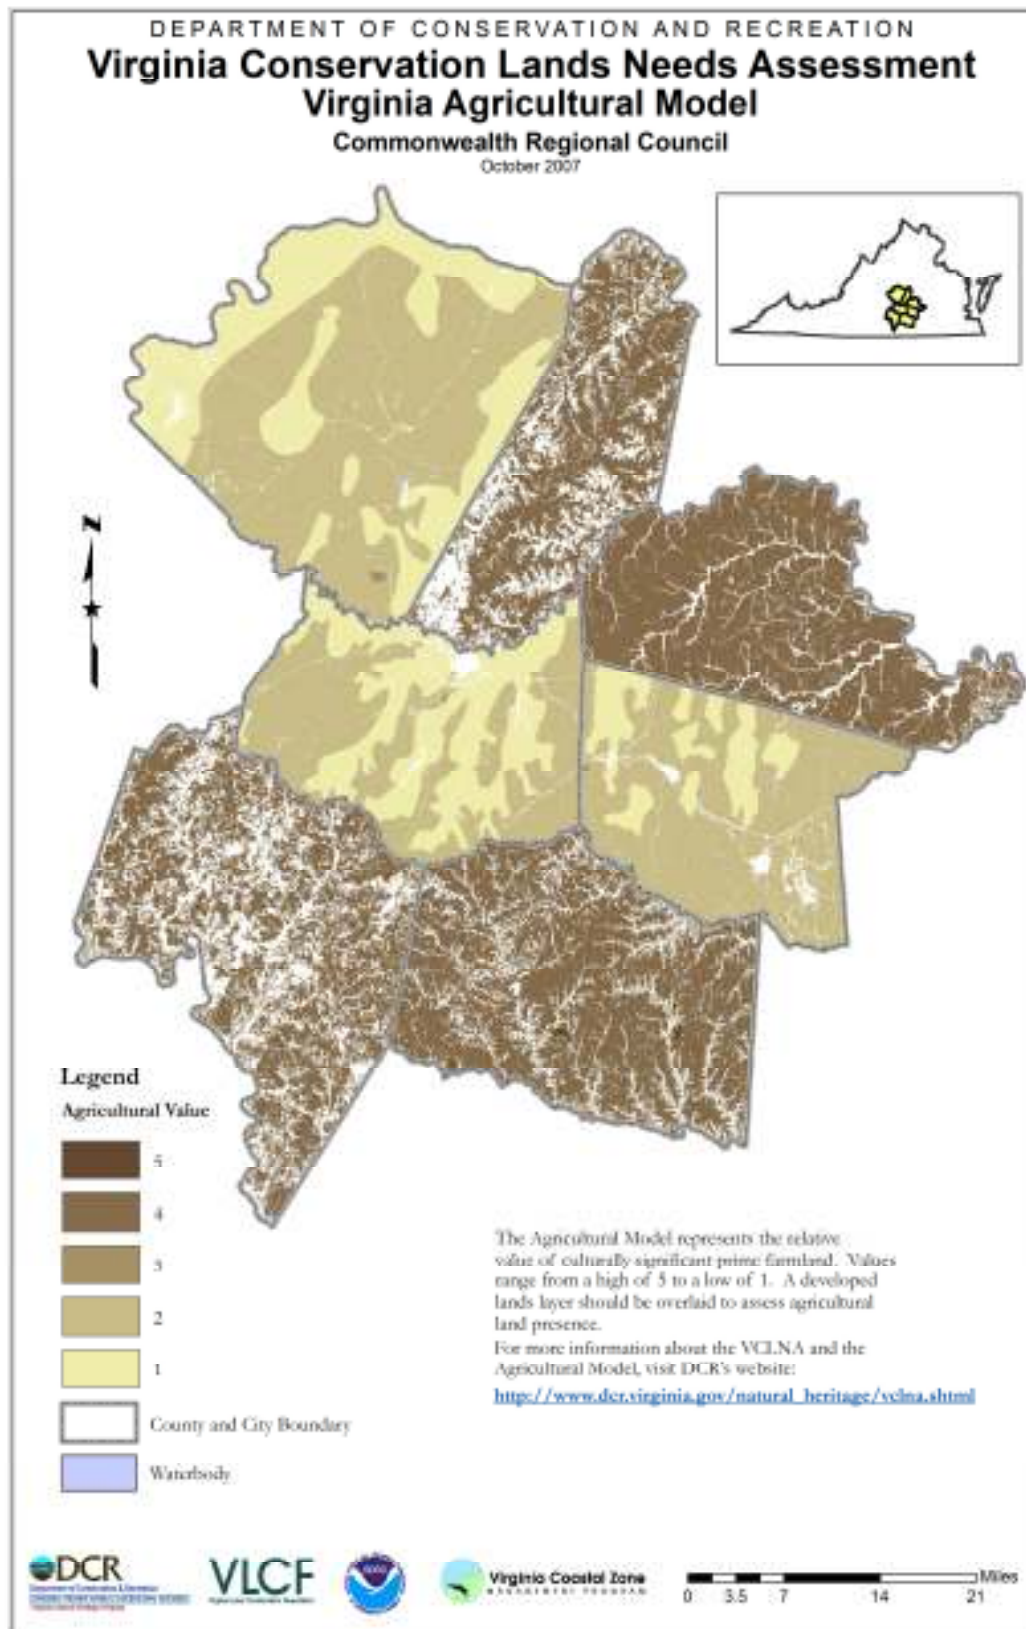 DEPARTMENT OF CONSERVATION AND RECREATION
Virginia Conservation Lands Needs Assessment
Virginia Agricultural Model
Commonwealth Regional Council
October 2007
N
Legend
Agricultural Value
5
4
3
2
1
County and City Boundary
Waterbody
The Agricultural Model represents the relative
value of culturally significant prime farmland. Values
range from a high of 5 to a low of 1. A developed
lands layer should be overlaid to assess agricultural
land presence.
For more information about the VCLNA and the
Agricultural Model, visit DCR's website:
http://www.dcr.virginia.gov/natural_heritage/vclna.shtml
DCR
VLCF
Virginia Coastal Zone
MANAGEMENT PROGRAM
Miles
0 3.5 7 14 21